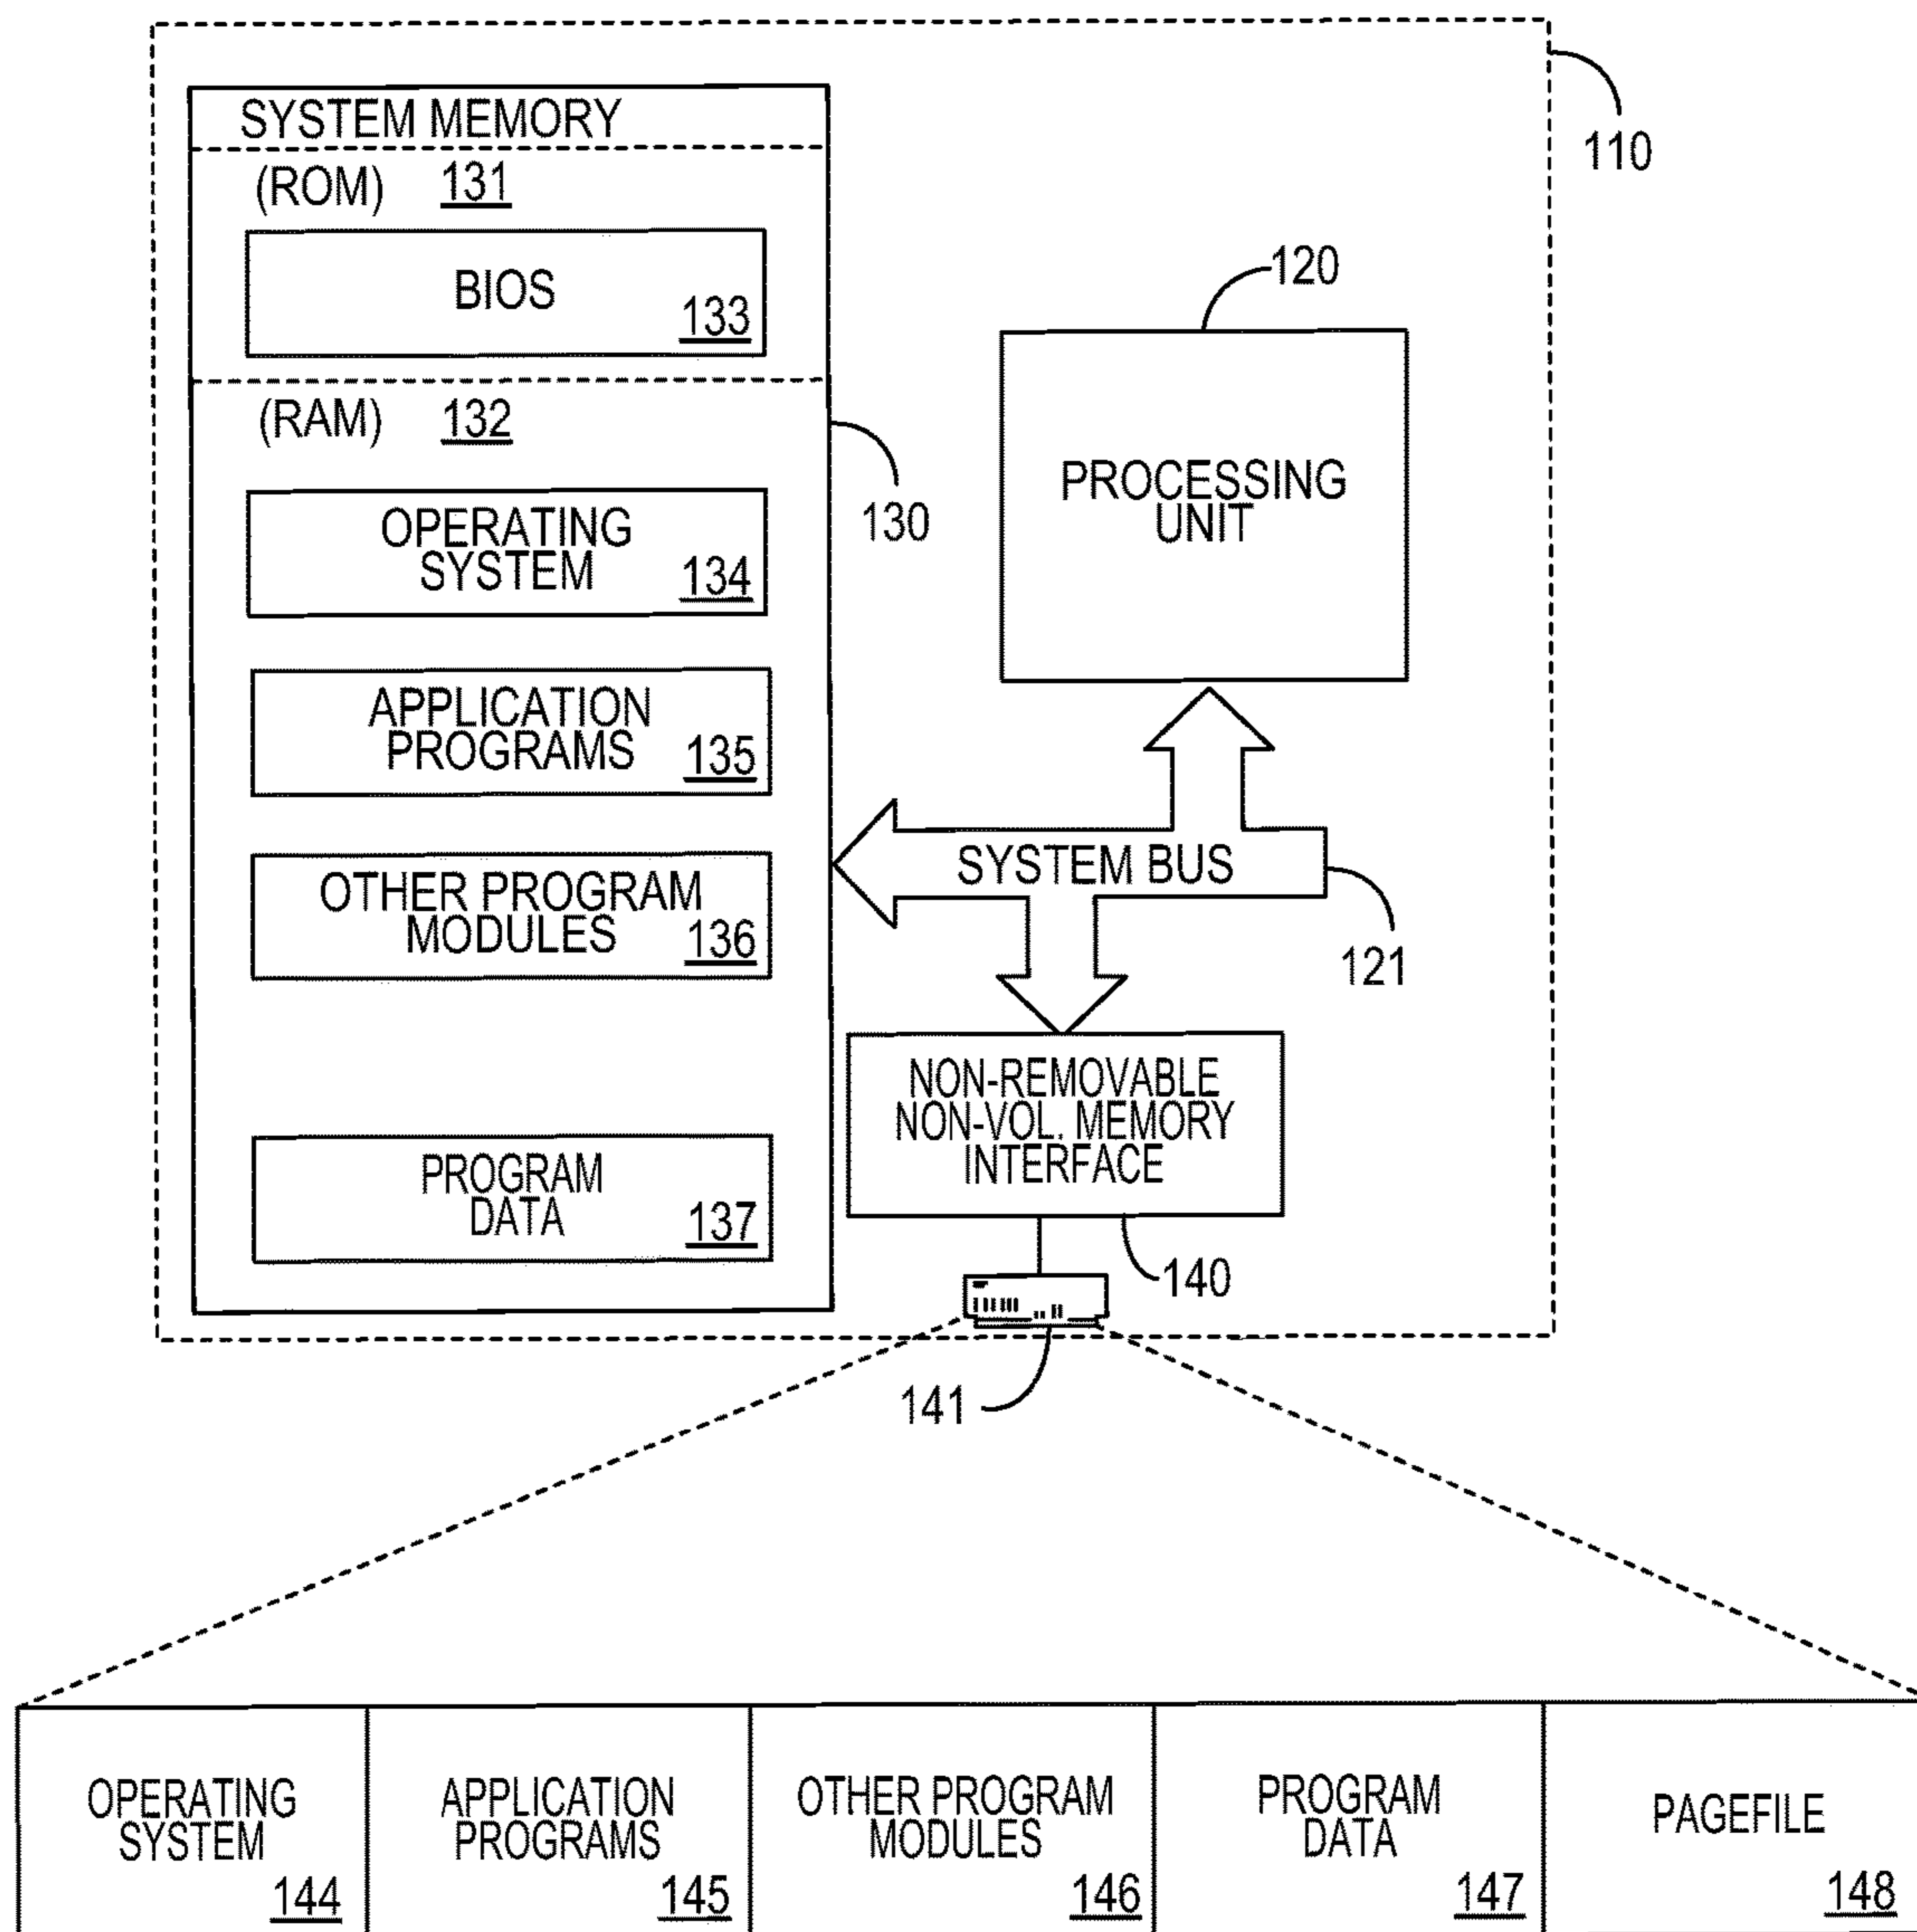 110
SYSTEM MEMORY
(ROM) 131
BIOS
133
(RAM) 132
OPERATING
SYSTEM 134
APPLICATION
PROGRAMS 135
OTHER PROGRAM
MODULES 136
PROGRAM
DATA 137
130
120
PROCESSING
UNIT
SYSTEM BUS
121
NON-REMOVABLE
NON-VOL. MEMORY
INTERFACE
140
141
OPERATING
SYSTEM
144
APPLICATION
PROGRAMS
145
OTHER PROGRAM
MODULES
146
PROGRAM
DATA
147
PAGEFILE
148